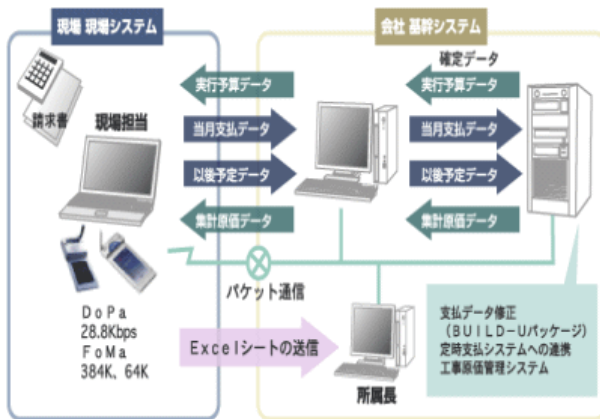 現場 現場システム
会社 基幹システム
請求書
現場担当
実行予算データ
当月支払データ
以後予定データ
集計原価データ
確定データ
実行予算データ
当月支払データ
以後予定データ
集計原価データ
パケット通信
DoPa
28.8Kbps
FoMa
384K、64K
Excelシートの送信
所属長
支払データ修正
(BUILD-Uパッケージ)
定時支払システムへの連携
工事原価管理システム